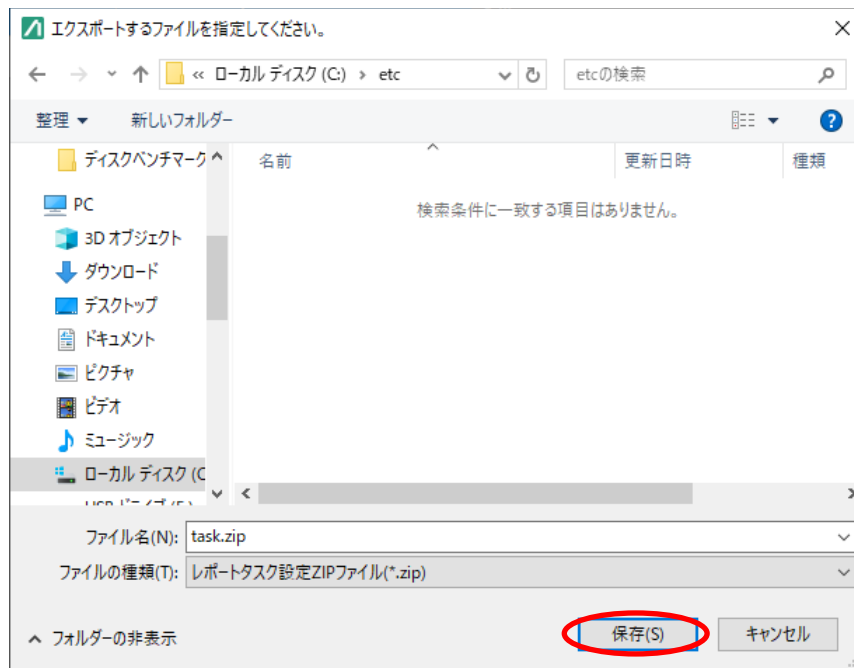 エクスポートするファイルを指定してください。
« ローカル ディスク (C:) › etc
etcの検索
整理 新しいフォルダー
ディスクベンチマーク
名前 更新日時 種類
検索条件に一致する項目はありません。
PC
3D オブジェクト
ダウンロード
デスクトップ
ドキュメント
ピクチャ
ビデオ
ミュージック
ローカル ディスク (C
ファイル名(N): task.zip
ファイルの種類(T): レポートタスク設定ZIPファイル(*.zip)
フォルダーの非表示
保存(S) キャンセル